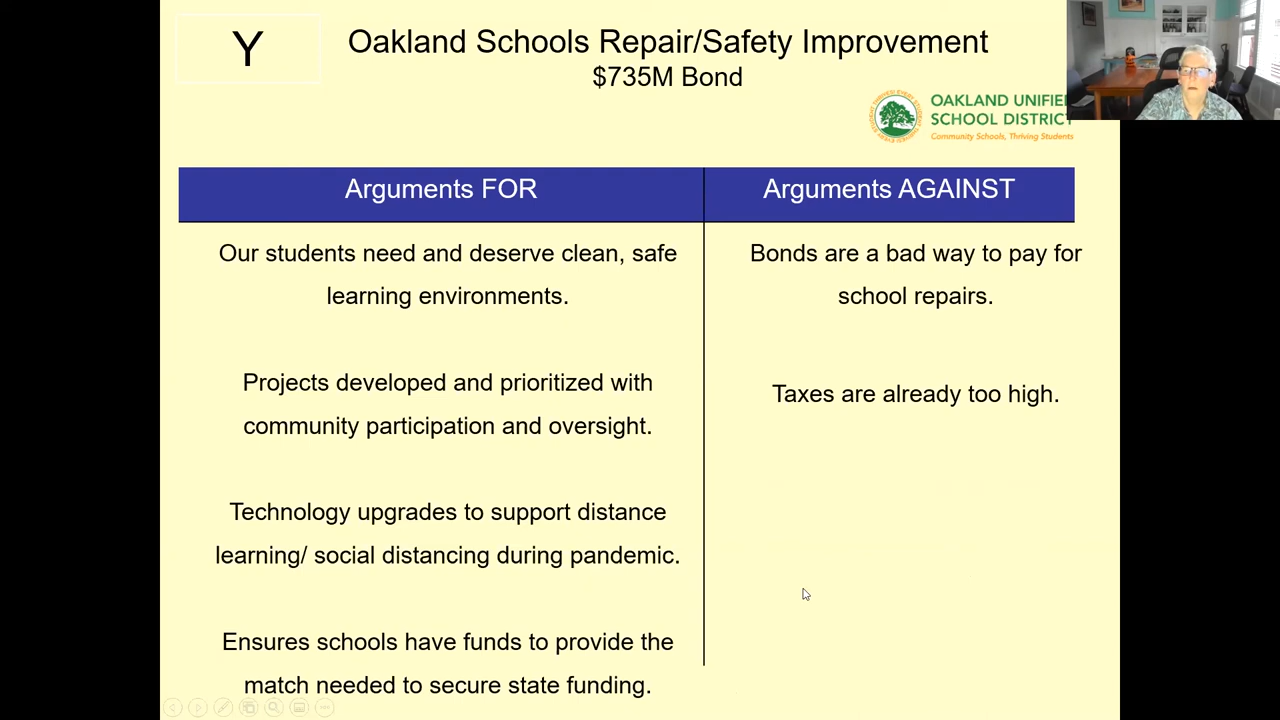 Y
Oakland Schools Repair/Safety Improvement
$735M Bond
OAKLAND UNIFIED
SCHOOL DISTRICT
Community Schools, Thriving Students
Arguments FOR
Arguments AGAINST
Our students need and deserve clean, safe
learning environments.
Projects developed and prioritized with
community participation and oversight.
Technology upgrades to support distance
learning/ social distancing during pandemic.
Ensures schools have funds to provide the
match needed to secure state funding.
Bonds are a bad way to pay for
school repairs.
Taxes are already too high.